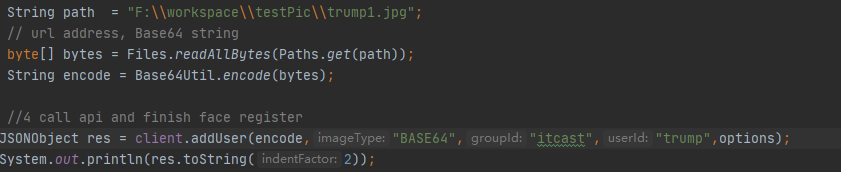 String path  = "F:\\workspace\\testPic\\trump1.jpg";
// url address, Base64 string
byte[] bytes = Files.readAllBytes(Paths.get(path));
String encode = Base64Util.encode(bytes);
//4 call api and finish face register
JSONObject res = client.addUser(encode, imageType: "BASE64", groupId: "itcast", userId: "trump",options);
System.out.println(res.toString( indentFactor: 2));